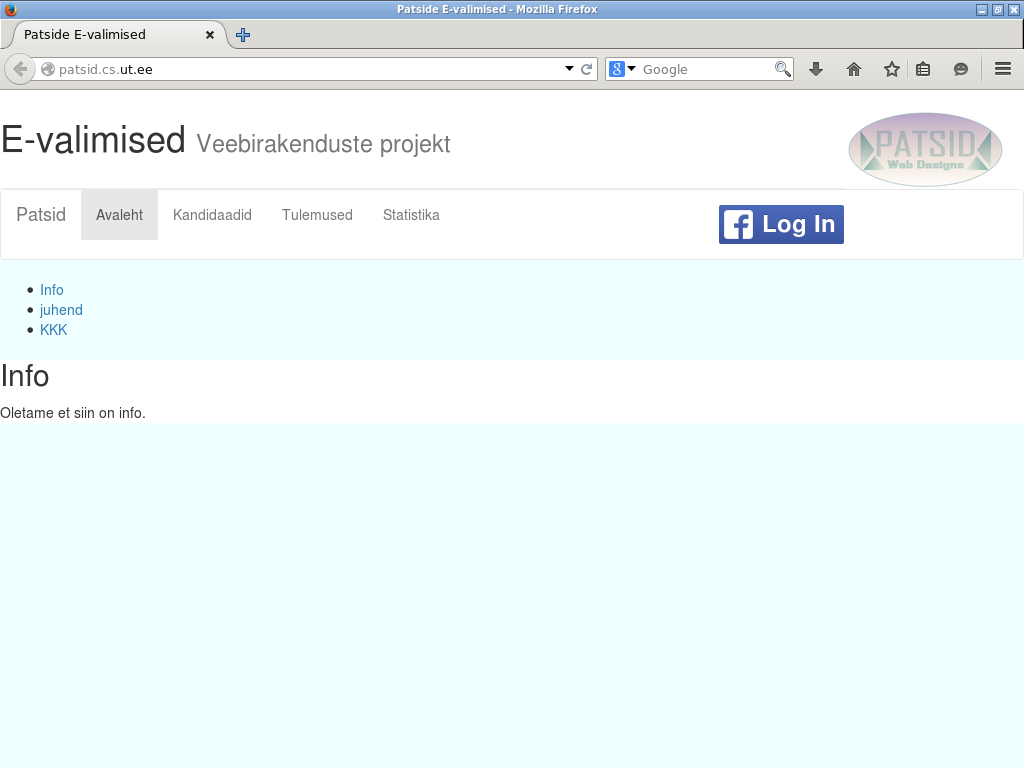 Patside E-valimised - Mozilla Firefox
Patside E-valimised
patsid.cs.ut.ee
8 Google
E-valimised Veebirakenduste projekt
PATSID
Web Designs
Patsid Avaleht Kandidaadid Tulemused Statistika
f Log In
Info
juhend
KKK
Info
Oletame et siin on info.